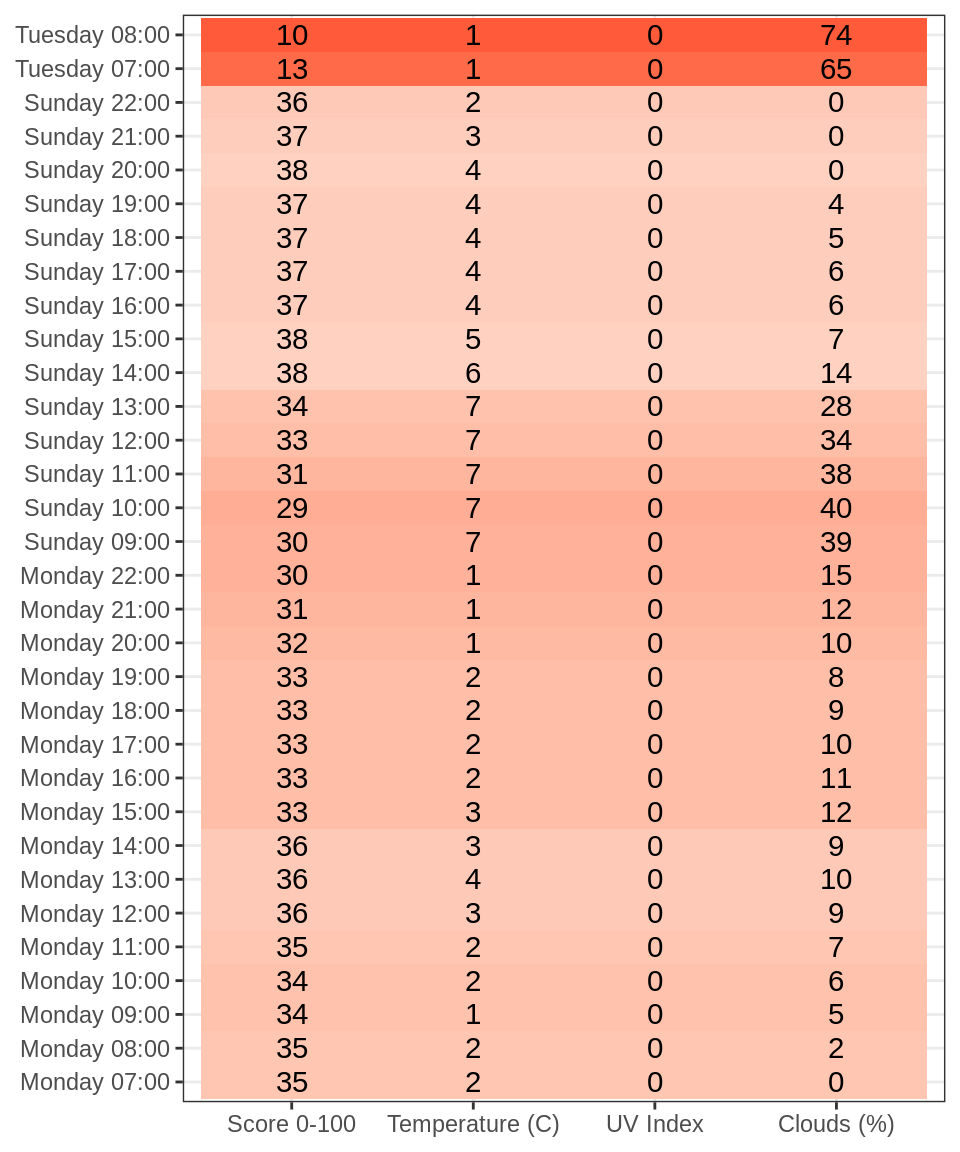 Tuesday 08:00 10 1 0 74
Tuesday 07:00 13 1 0 65
Sunday 22:00 36 2 0 0
Sunday 21:00 37 3 0 0
Sunday 20:00 38 4 0 0
Sunday 19:00 37 4 0 4
Sunday 18:00 37 4 0 5
Sunday 17:00 37 4 0 6
Sunday 16:00 37 4 0 6
Sunday 15:00 38 5 0 7
Sunday 14:00 38 6 0 14
Sunday 13:00 34 7 0 28
Sunday 12:00 33 7 0 34
Sunday 11:00 31 7 0 38
Sunday 10:00 29 7 0 40
Sunday 09:00 30 7 0 39
Monday 22:00 30 1 0 15
Monday 21:00 31 1 0 12
Monday 20:00 32 1 0 10
Monday 19:00 33 2 0 8
Monday 18:00 33 2 0 9
Monday 17:00 33 2 0 10
Monday 16:00 33 2 0 11
Monday 15:00 33 3 0 12
Monday 14:00 36 3 0 9
Monday 13:00 36 4 0 10
Monday 12:00 36 3 0 9
Monday 11:00 35 2 0 7
Monday 10:00 34 2 0 6
Monday 09:00 34 1 0 5
Monday 08:00 35 2 0 2
Monday 07:00 35 2 0 0
Score 0-100 Temperature (C) UV Index Clouds (%)